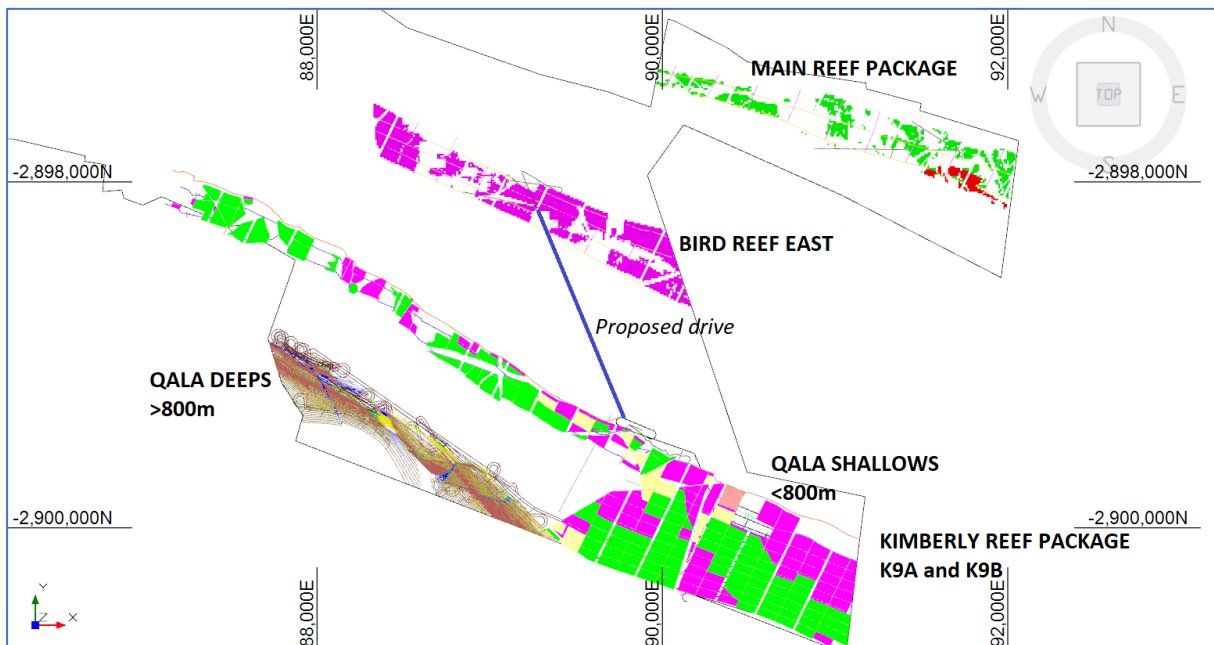 88,000E
90,000E
92,000E
N
W
TOP
E
S
MAIN REEF PACKAGE
-2,898,000N
-2,898,000N
BIRD REEF EAST
Proposed drive
QALA DEEPS
>800m
QALA SHALLOWS
<800m
-2,900,000N
-2,900,000N
KIMBERLY REEF PACKAGE
K9A and K9B
88,000E
90,000E
92,000E
Y
Z
X